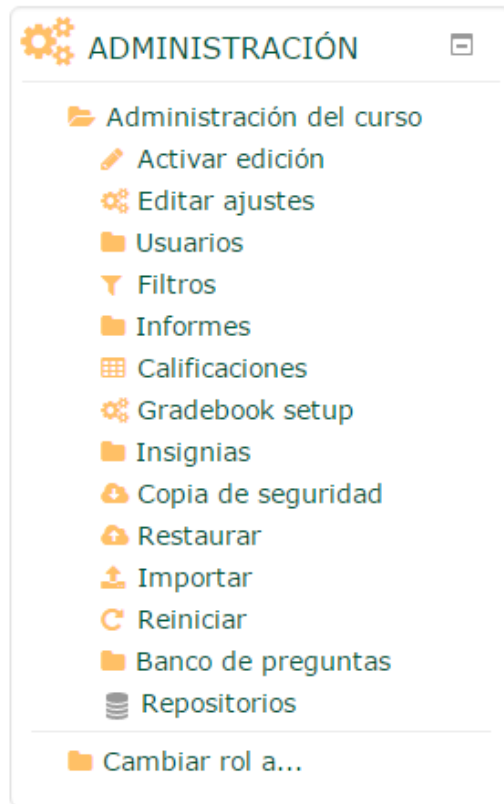 ADMINISTRACIÓN
Administración del curso
Activar edición
Editar ajustes
Usuarios
Filtros
Informes
Calificaciones
Gradebook setup
Insignias
Copia de seguridad
Restaurar
Importar
Reiniciar
Banco de preguntas
Repositorios
Cambiar rol a...